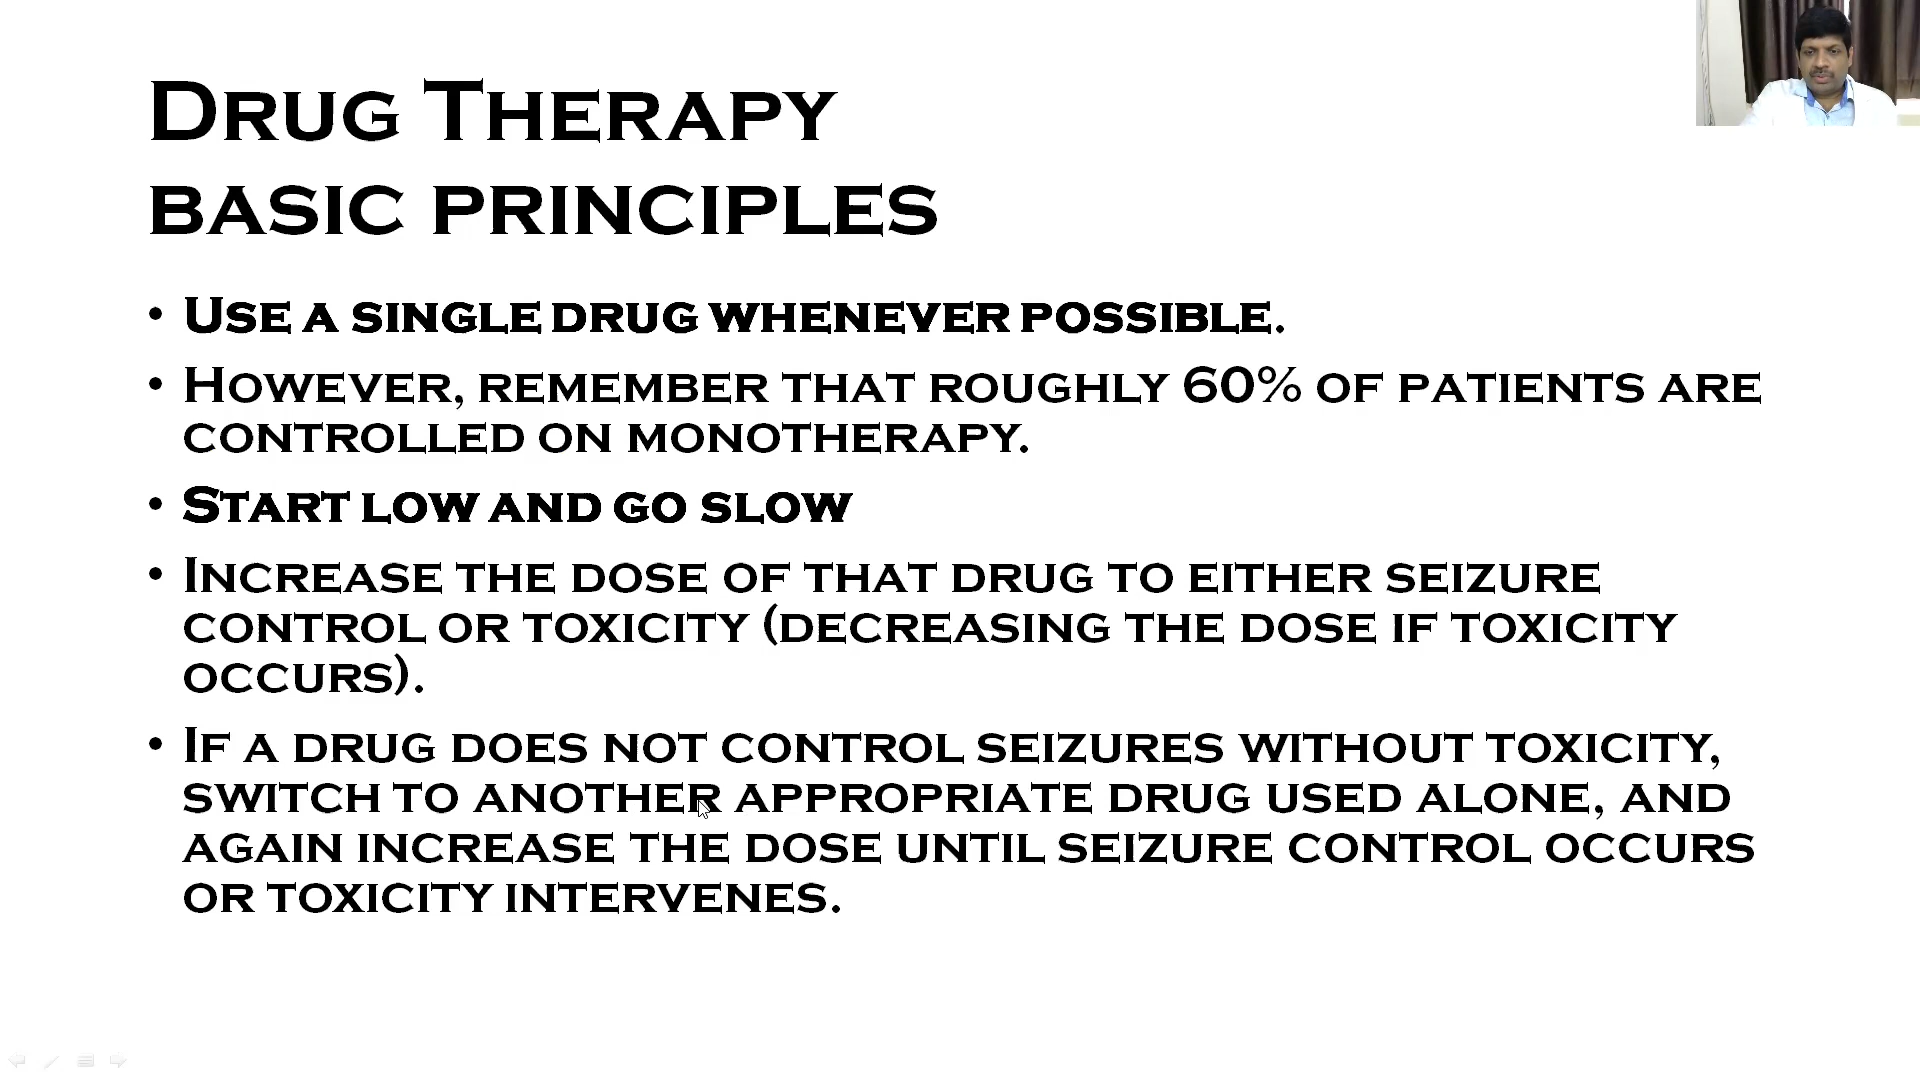 Drug Therapy
basic principles
• Use a single drug whenever possible.
• However, remember that roughly 60% of patients are
controlled on monotherapy.
• Start low and go slow
• Increase the dose of that drug to either seizure
control or toxicity (decreasing the dose if toxicity
occurs).
• If a drug does not control seizures without toxicity,
switch to another appropriate drug used alone, and
again increase the dose until seizure control occurs
or toxicity intervenes.